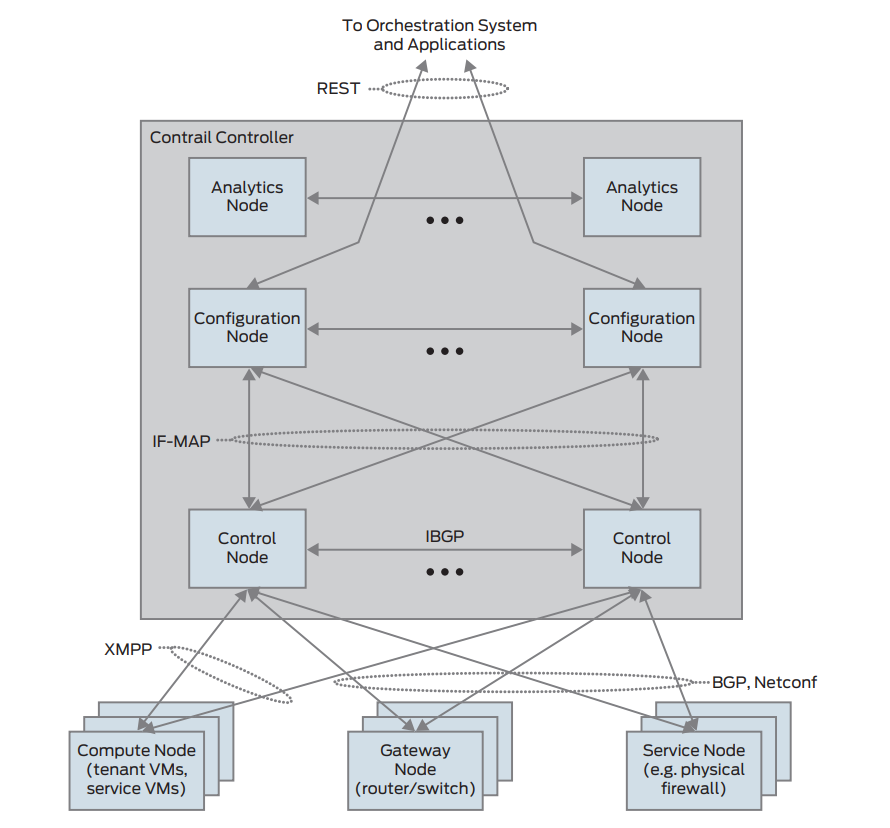 To Orchestration System
and Applications
REST
Contrail Controller
Analytics
Node
Analytics
Node
Configuration
Node
Configuration
Node
IF-MAP
Control
Node
IBGP
Control
Node
XMPP
BGP, Netconf
Compute Node
(tenant VMs,
service VMs)
Gateway
Node
(router/switch)
Service Node
(e.g. physical
firewall)